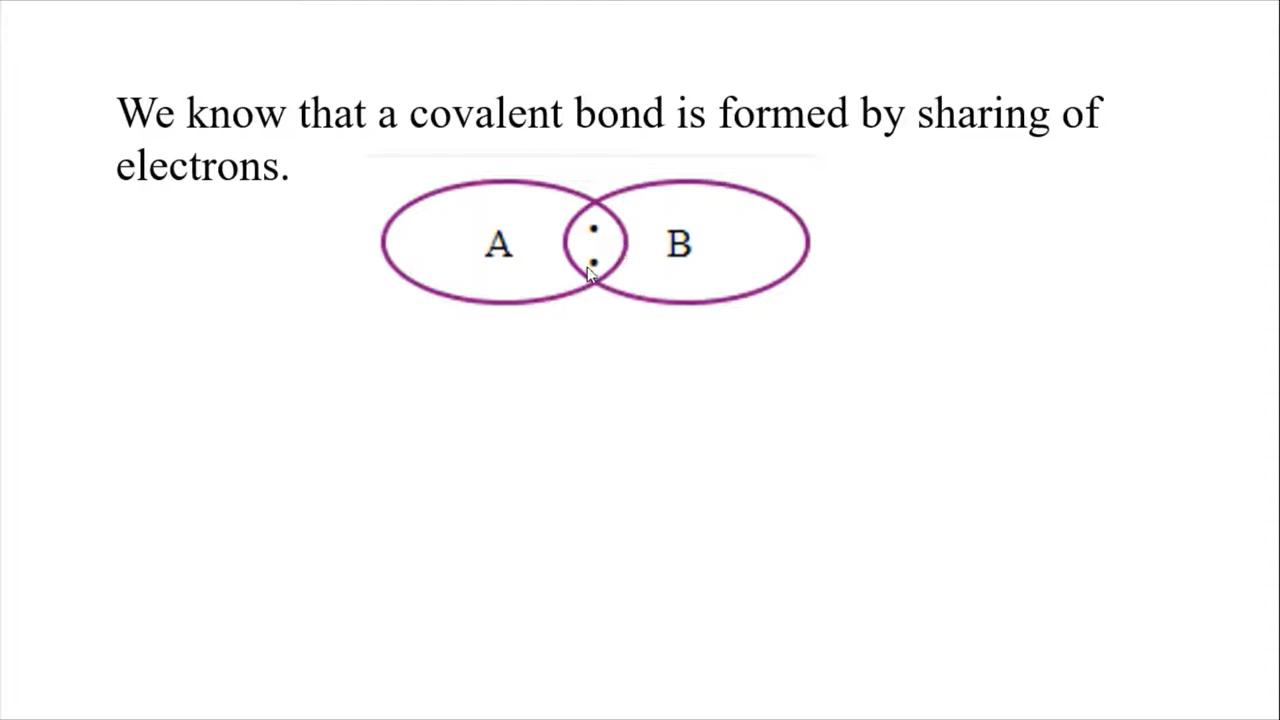 We know that a covalent bond is formed by sharing of
electrons.
A : B